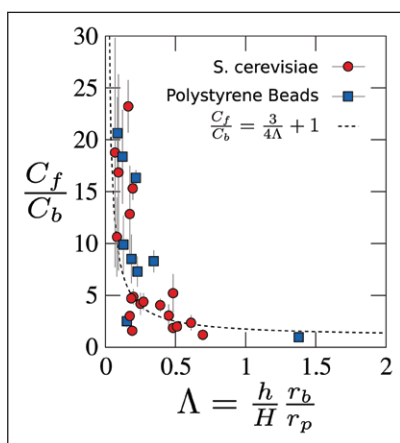 30
25
20
15
10
5
0
C_f/C_b
S. cerevisiae
Polystyrene Beads
C_f/C_b = 3/4Λ + 1
0 0.5 1 1.5 2
Λ = h/H r_b/r_p